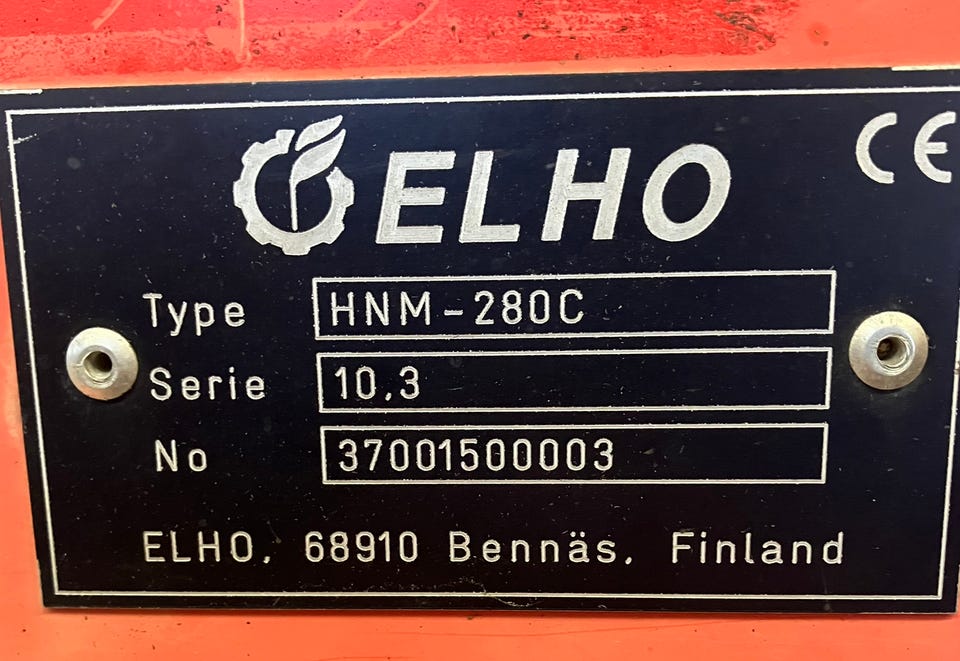 ELHO CE
Type HNM-280C
Serie 10.3
No 37001500003
ELHO, 68910 Bennäs, Finland